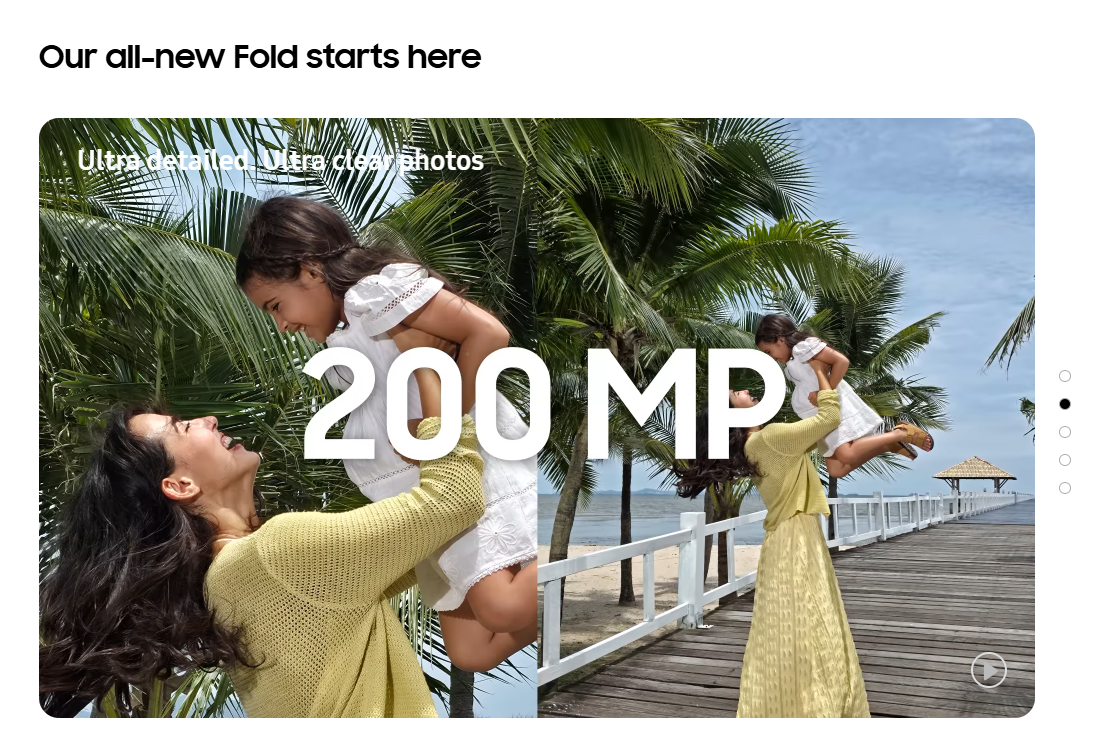 Our all-new Fold starts here
Ultra detailed. Ultra clear photos
200 MP